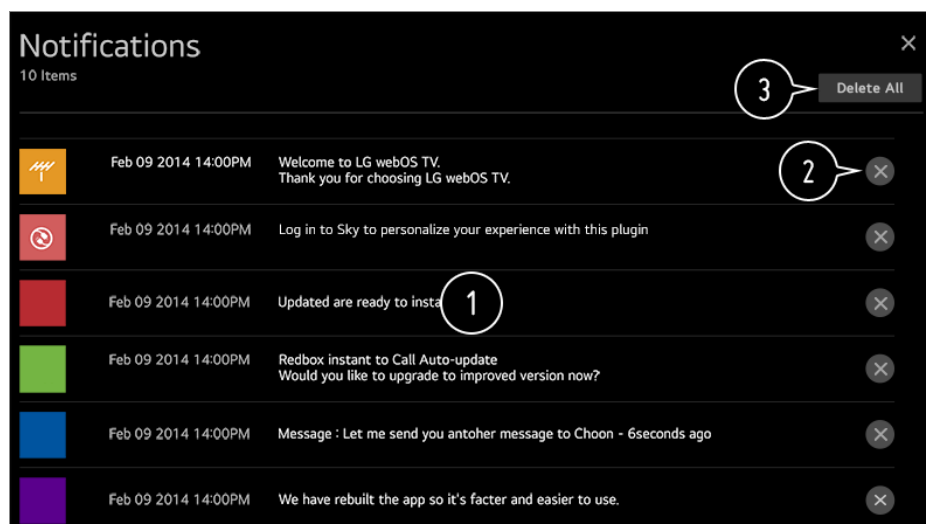 Notifications
10 Items
3
Delete All
Feb 09 2014 14:00PM
Welcome to LG webOS TV.
Thank you for choosing LG webOS TV.
2
Feb 09 2014 14:00PM
Log in to Sky to personalize your experience with this plugin
Feb 09 2014 14:00PM
Updated are ready to insta
1
Feb 09 2014 14:00PM
Redbox instant to Call Auto-update
Would you like to upgrade to improved version now?
Feb 09 2014 14:00PM
Message : Let me send you antoher message to Choon - 6seconds ago
Feb 09 2014 14:00PM
We have rebuilt the app so it's facter and easier to use.